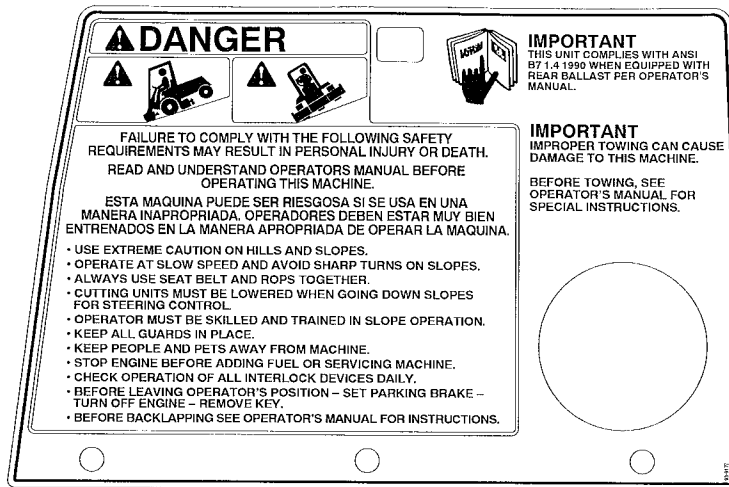 DANGER
FAILURE TO COMPLY WITH THE FOLLOWING SAFETY
REQUIREMENTS MAY RESULT IN PERSONAL INJURY OR DEATH.
READ AND UNDERSTAND OPERATORS MANUAL BEFORE
OPERATING THIS MACHINE.
ESTA MAQUINA PUEDE SER RIESGOSA SI SE USA EN UNA
MANERA INAPROPRIADA. OPERADORES DEBEN ESTAR MUY BIEN
ENTRENADOS EN LA MANERA APROPRIADA DE OPERAR LA MAQUINA.
• USE EXTREME CAUTION ON HILLS AND SLOPES.
• OPERATE AT SLOW SPEED AND AVOID SHARP TURNS ON SLOPES.
• ALWAYS USE SEAT BELT AND ROPS TOGETHER.
• CUTTING UNITS MUST BE LOWERED WHEN GOING DOWN SLOPES
FOR STEERING CONTROL
• OPERATOR MUST BE SKILLED AND TRAINED IN SLOPE OPERATION.
• KEEP ALL GUARDS IN PLACE.
• KEEP PEOPLE AND PETS AWAY FROM MACHINE.
• STOP ENGINE BEFORE ADDING FUEL OR SERVICING MACHINE.
• CHECK OPERATION OF ALL INTERLOCK DEVICES DAILY.
• BEFORE LEAVING OPERATOR'S POSITION – SET PARKING BRAKE –
TURN OFF ENGINE – REMOVE KEY.
• BEFORE BACKLAPPING SEE OPERATOR'S MANUAL FOR INSTRUCTIONS.
IMPORTANT
THIS UNIT COMPLIES WITH ANSI
B7 1.4 1990 WHEN EQUIPPED WITH
REAR BALLAST PER OPERATOR'S
MANUAL.
IMPORTANT
IMPROPER TOWING CAN CAUSE
DAMAGE TO THIS MACHINE.
BEFORE TOWING, SEE
OPERATOR'S MANUAL FOR
SPECIAL INSTRUCTIONS.